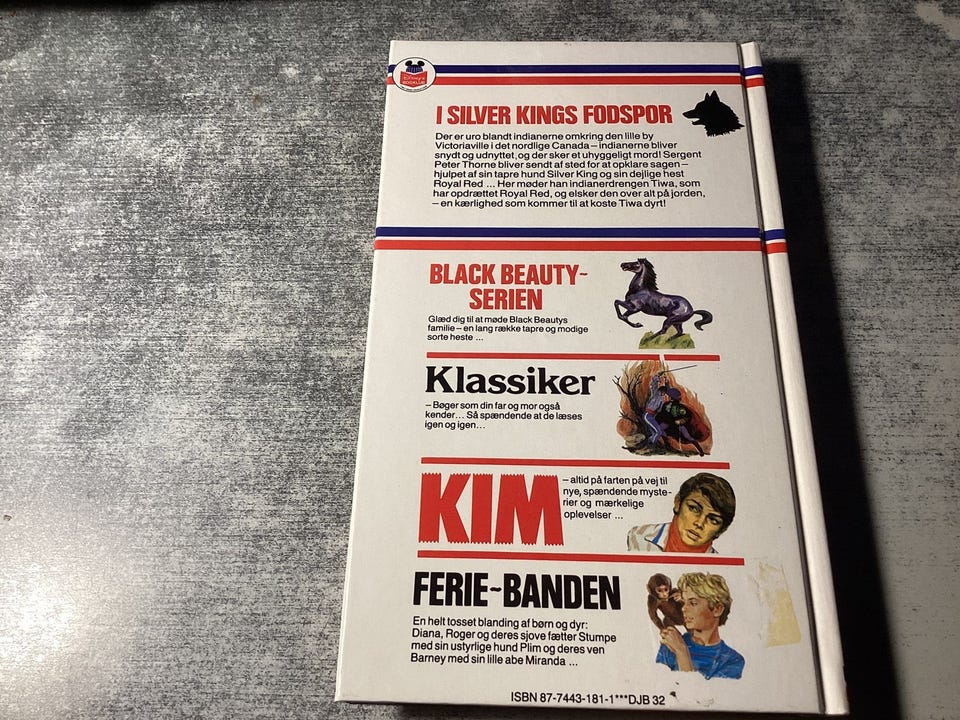 I SILVER KINGS FODSPOR
Der er uro blandt indianerne omkring den lille by
Victoriaville i det nordlige Canada – indianerne bliver
snydt og udnyttet, og der sker et uhyggeligt mord! Sergent
Peter Thorne bliver sendt af sted for at opklare sagen –
hjulpet af sin tapre hund Silver King og sin dejlige hest
Royal Red ... Her møder han indianerdrengen Tiwa, som
har opdrættet Royal Red, og elsker den over alt på jorden,
– en kærlighed som kommer til at koste Tiwa dyrt!
BLACK BEAUTY-
SERIEN
Glæd dig til at møde Black Beautys
familie – en lang række tapre og modige
sorte heste ...
Klassiker
– Bøger som din far og mor også
kender... Så spændende at de læses
igen og igen...
KIM
– altid på farten på vej til
nye, spændende myste-
rier og mærkelige
oplevelser ...
FERIE-BANDEN
En helt tosset blanding af børn og dyr:
Diana, Roger og deres sjove fætter Stumpe
med sin ustyrlige hund Plim og deres ven
Barney med sin lille abe Miranda ...
ISBN 87-7443-181-1***DJB 32